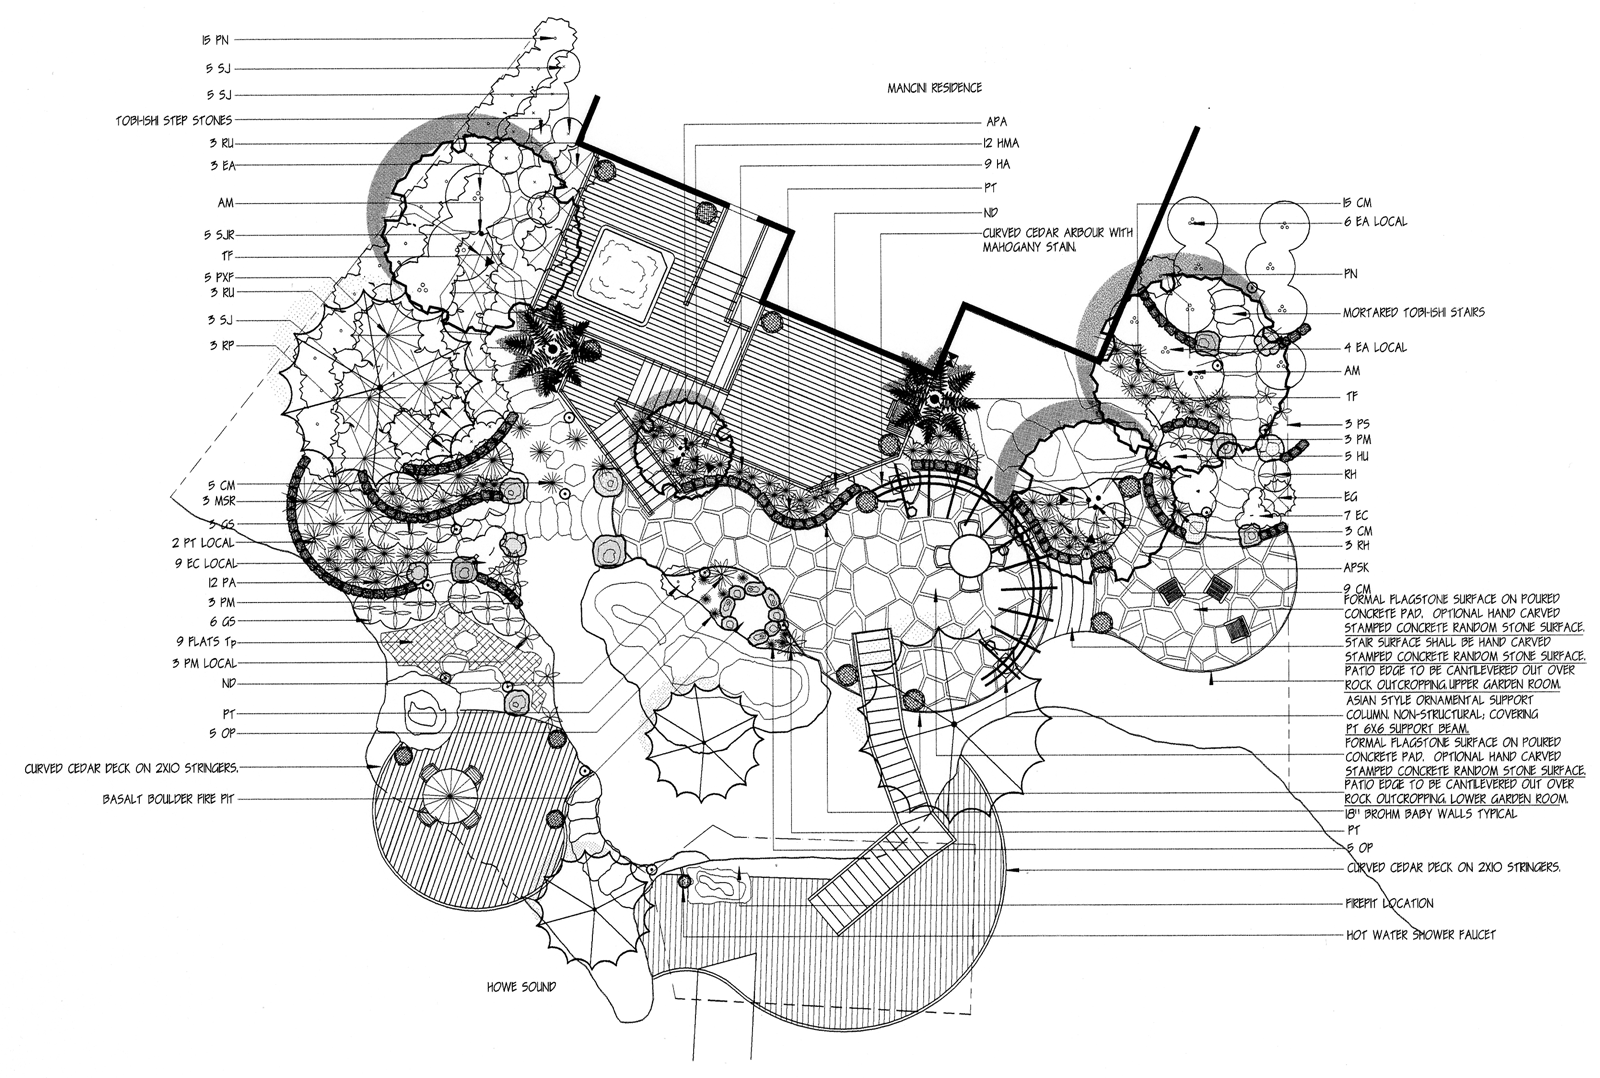 15 PN
5 SJ
5 SJ
TOBI-ISHI STEP STONES
3 RU
3 EA
AM
5 SJR
TF
5 PXF
3 RU
3 SJ
3 RP
5 CM
3 MSR
3 GS
2 PT LOCAL
9 EC LOCAL
12 PA
3 PM
6 GS
9 FLATS Tp
3 PM LOCAL
ND
PT
5 OP
CURVED CEDAR DECK ON 2X10 STRINGERS.
BASALT BOULDER FIRE PIT
HOWE SOUND
MANCINI RESIDENCE
APA
12 HMA
9 HA
PT
ND
CURVED CEDAR ARBOUR WITH
MAHOGANY STAIN.
15 CM
6 EA LOCAL
PN
MORTARED TOBI-ISHI STAIRS
4 EA LOCAL
AM
TF
3 PS
3 PM
5 HU
RH
EG
7 EC
3 CM
3 RH
APSK
9 CM
FORMAL FLAGSTONE SURFACE ON POURED
CONCRETE PAD. OPTIONAL HAND CARVED
STAMPED CONCRETE RANDOM STONE SURFACE.
STAIR SURFACE SHALL BE HAND CARVED
STAMPED CONCRETE RANDOM STONE SURFACE.
PATIO EDGE TO BE CANTILEVERED OUT OVER
ROCK OUTCROPPING. UPPER GARDEN ROOM.
ASIAN STYLE ORNAMENTAL SUPPORT
COLUMN. NON-STRUCTURAL; COVERING
PT 6X6 SUPPORT BEAM.
FORMAL FLAGSTONE SURFACE ON POURED
CONCRETE PAD. OPTIONAL HAND CARVED
STAMPED CONCRETE RANDOM STONE SURFACE.
PATIO EDGE TO BE CANTILEVERED OUT OVER
ROCK OUTCROPPING. LOWER GARDEN ROOM.
18" BROHM BABY WALLS TYPICAL
PT
5 OP
CURVED CEDAR DECK ON 2X10 STRINGERS.
FIREPIT LOCATION
HOT WATER SHOWER FAUCET